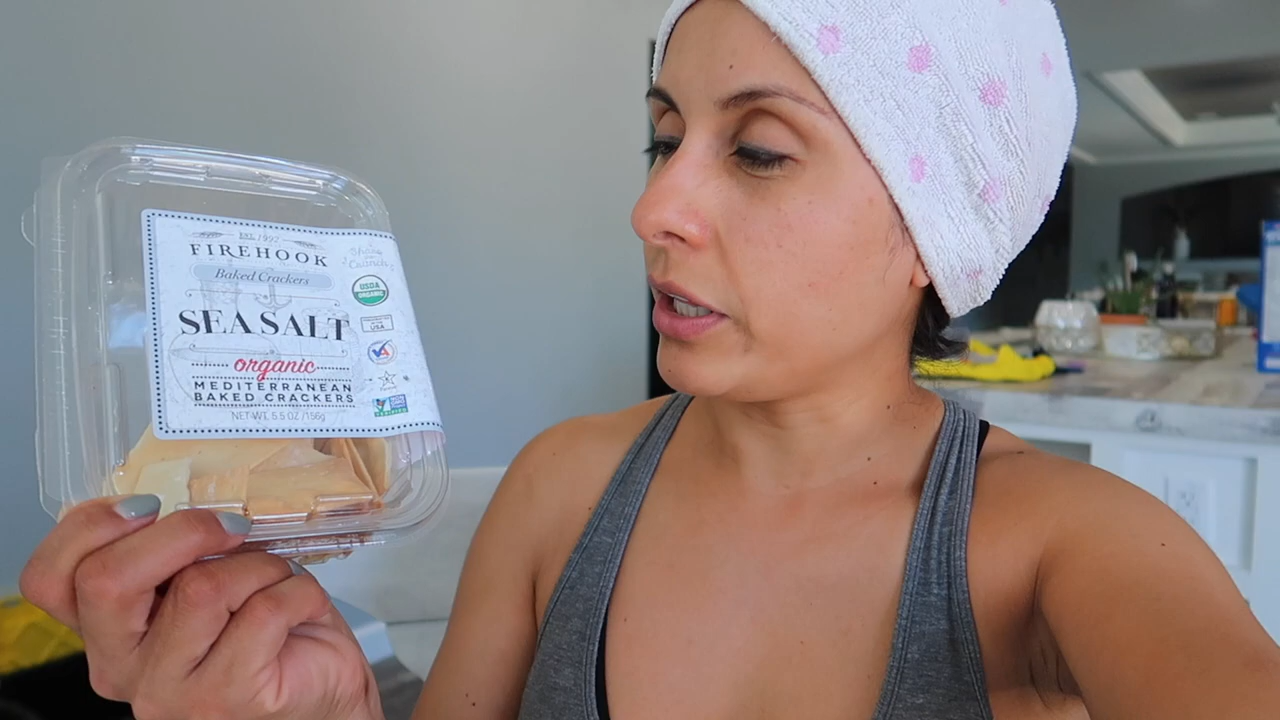 EST. 1992
FIREHOOK
Baked Crackers
SEA SALT
organic
MEDITERRANEAN
BAKED CRACKERS
NET WT. 5.5 OZ /156g
USDA
ORGANIC
USA